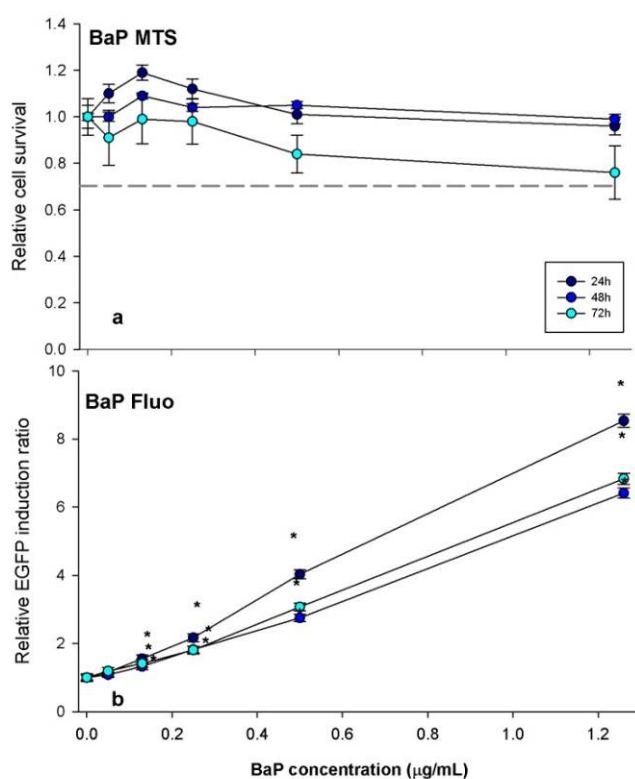 BaP MTS
1.4
1.2
1.0
0.8
0.6
0.4
0.2
0.0
Relative cell survival
24h
48h
72h
a
BaP Fluo
10
8
6
4
2
0
Relative EGFP induction ratio
* * * * * * * * * * *
b
0.0 0.2 0.4 0.6 0.8 1.0 1.2
BaP concentration (µg/mL)